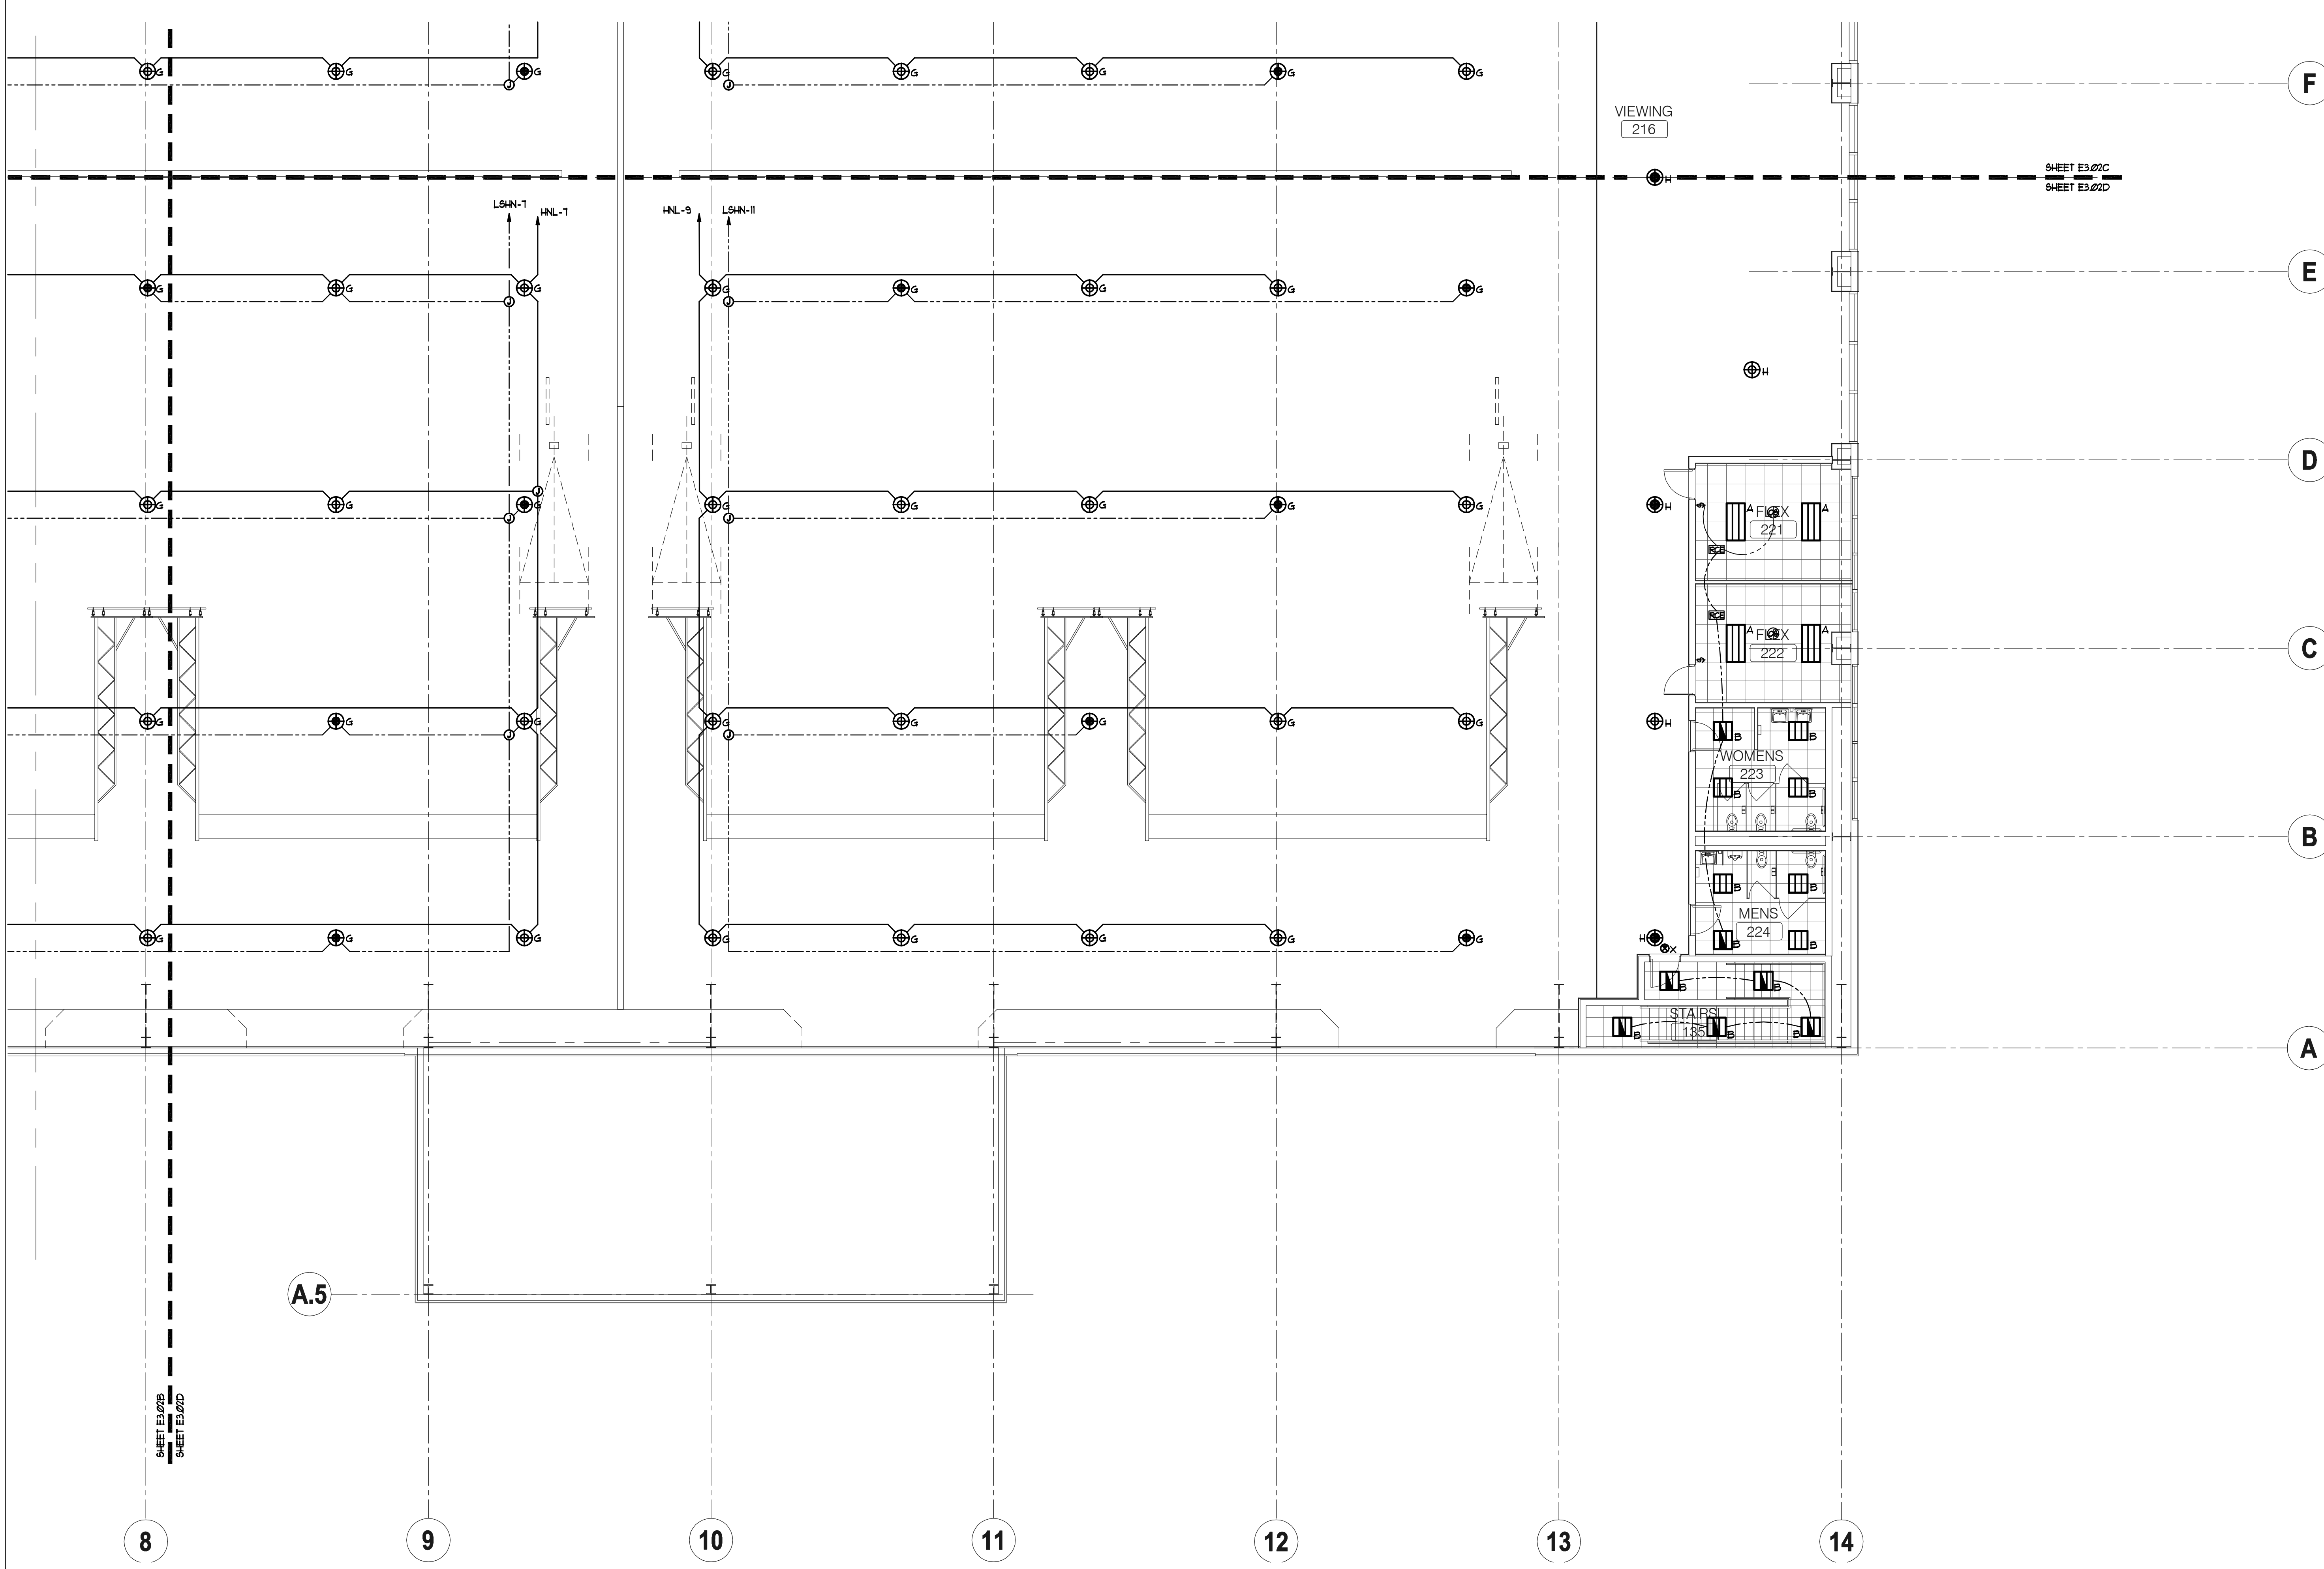 G G G G G G G G
J J
F
VIEWING
216
SHEET E3.02C
H
SHEET E3.02D
LSHN-7 HNL-7 HNL-9 LSHN-11
E
G G G G G G G G
J J
H
D
J
G G G G G G G G H
J J
A FLEX A
221
RCE
RCE
A FLEX A
222
C
G G G G G G G G H
J J
B B
WOMENS
223
B B
B
B B
MENS
224
G G G G G G G G H
B B
X
B B
STAIRS
135
B B B
A
A.5
SHEET E3.02B
SHEET E3.02D
8 9 10 11 12 13 14